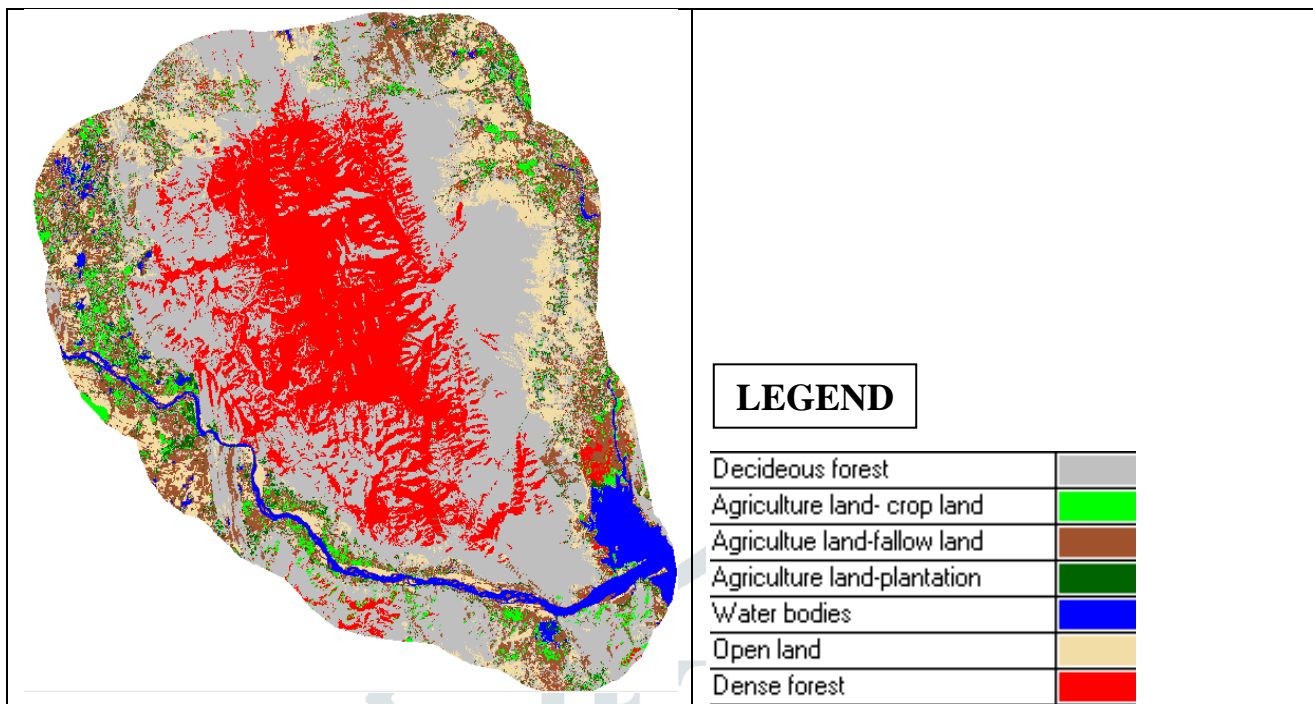 LEGEND
Decideous forest
Agriculture land- crop land
Agricultue land-fallow land
Agriculture land-plantation
Water bodies
Open land
Dense forest